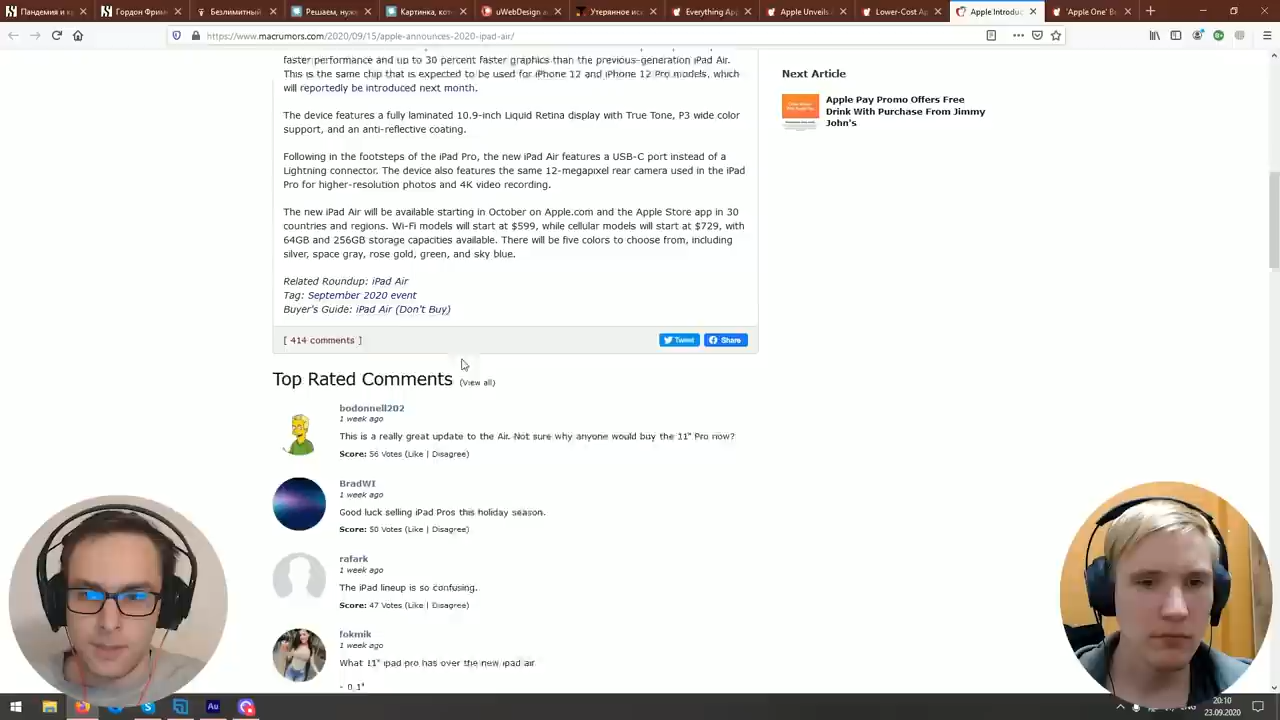 Пандемия к
Гордон Фрим
Безлимитный
Решаем, нуж
Картинка, кот
uWebDesign
Утерянное ис
Everything App
Apple Unveils
Lower-Cost Ap
Apple Introduc
'Apple One' Bu
https://www.macrumors.com/2020/09/15/apple-announces-2020-ipad-air/
faster performance and up to 30 percent faster graphics than the previous-generation iPad Air.
This is the same chip that is expected to be used for iPhone 12 and iPhone 12 Pro models, which
will reportedly be introduced next month.
The device features a fully laminated 10.9-inch Liquid Retina display with True Tone, P3 wide color
support, and an anti-reflective coating.
Following in the footsteps of the iPad Pro, the new iPad Air features a USB-C port instead of a
Lightning connector. The device also features the same 12-megapixel rear camera used in the iPad
Pro for higher-resolution photos and 4K video recording.
The new iPad Air will be available starting in October on Apple.com and the Apple Store app in 30
countries and regions. Wi-Fi models will start at $599, while cellular models will start at $729, with
64GB and 256GB storage capacities available. There will be five colors to choose from, including
silver, space gray, rose gold, green, and sky blue.
Related Roundup: iPad Air
Tag: September 2020 event
Buyer's Guide: iPad Air (Don't Buy)
[ 414 comments ]
Tweet
Share
Next Article
Apple Pay Promo Offers Free
Drink With Purchase From Jimmy
John's
Top Rated Comments (View all)
bodonnell202
1 week ago
This is a really great update to the Air. Not sure why anyone would buy the 11" Pro now?
Score: 56 Votes (Like | Disagree)
BradWI
1 week ago
Good luck selling iPad Pros this holiday season.
Score: 50 Votes (Like | Disagree)
rafark
1 week ago
The iPad lineup is so confusing.
Score: 47 Votes (Like | Disagree)
fokmik
1 week ago
What 11" ipad pro has over the new ipad air
- 0.1"
Au
ENG
20:10
23.09.2020